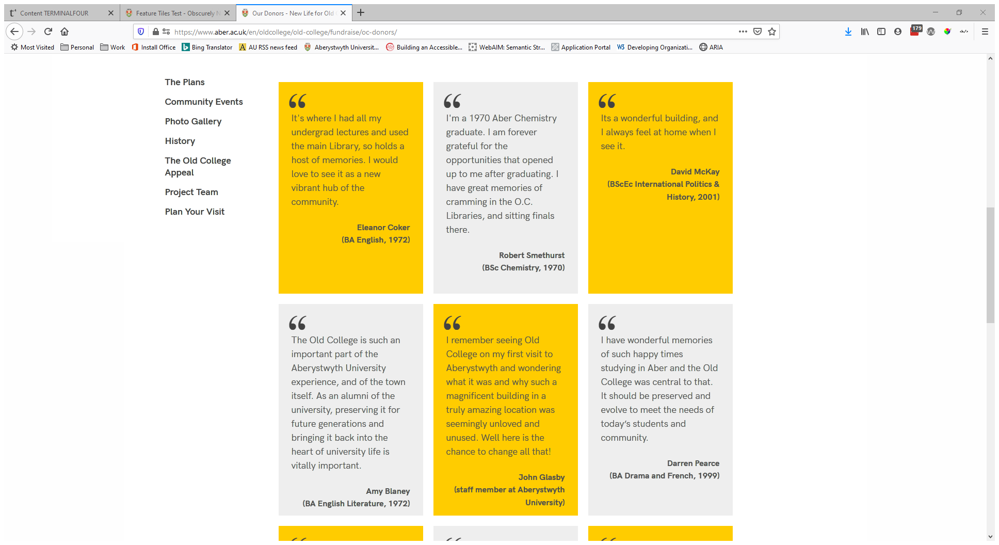 Content TERMINALFOUR
Feature Tiles Test - Obscurely N
Our Donors - New Life for Old
https://www.aber.ac.uk/en/oldcollege/old-college/fundraise/oc-donors/
179
Most Visited
Personal
Work
Install Office
Bing Translator
AU RSS news feed
Aberystwyth Universit...
Building an Accessible...
WebAIM: Semantic Str...
Application Portal
Developing Organizati...
ARIA
The Plans
Community Events
Photo Gallery
History
The Old College
Appeal
Project Team
Plan Your Visit
“
It's where I had all my
undergrad lectures and used
the main Library, so holds a
host of memories. I would
love to see it as a new
vibrant hub of the
community.
Eleanor Coker
(BA English, 1972)
“
I'm a 1970 Aber Chemistry
graduate. I am forever
grateful for the
opportunities that opened
up to me after graduating. I
have great memories of
cramming in the O.C.
Libraries, and sitting finals
there.
Robert Smethurst
(BSc Chemistry, 1970)
“
Its a wonderful building, and
I always feel at home when I
see it.
David McKay
(BScEc International Politics &
History, 2001)
“
The Old College is such an
important part of the
Aberystwyth University
experience, and of the town
itself. As an alumni of the
university, preserving it for
future generations and
bringing it back into the
heart of university life is
vitally important.
Amy Blaney
(BA English Literature, 1972)
“
I remember seeing Old
College on my first visit to
Aberystwyth and wondering
what it was and why such a
magnificent building in a
truly amazing location was
seemingly unloved and
unused. Well here is the
chance to change all that!
John Glasby
(staff member at Aberystwyth
University)
“
I have wonderful memories
of such happy times
studying in Aber and the Old
College was central to that.
It should be preserved and
evolve to meet the needs of
today’s students and
community.
Darren Pearce
(BA Drama and French, 1999)